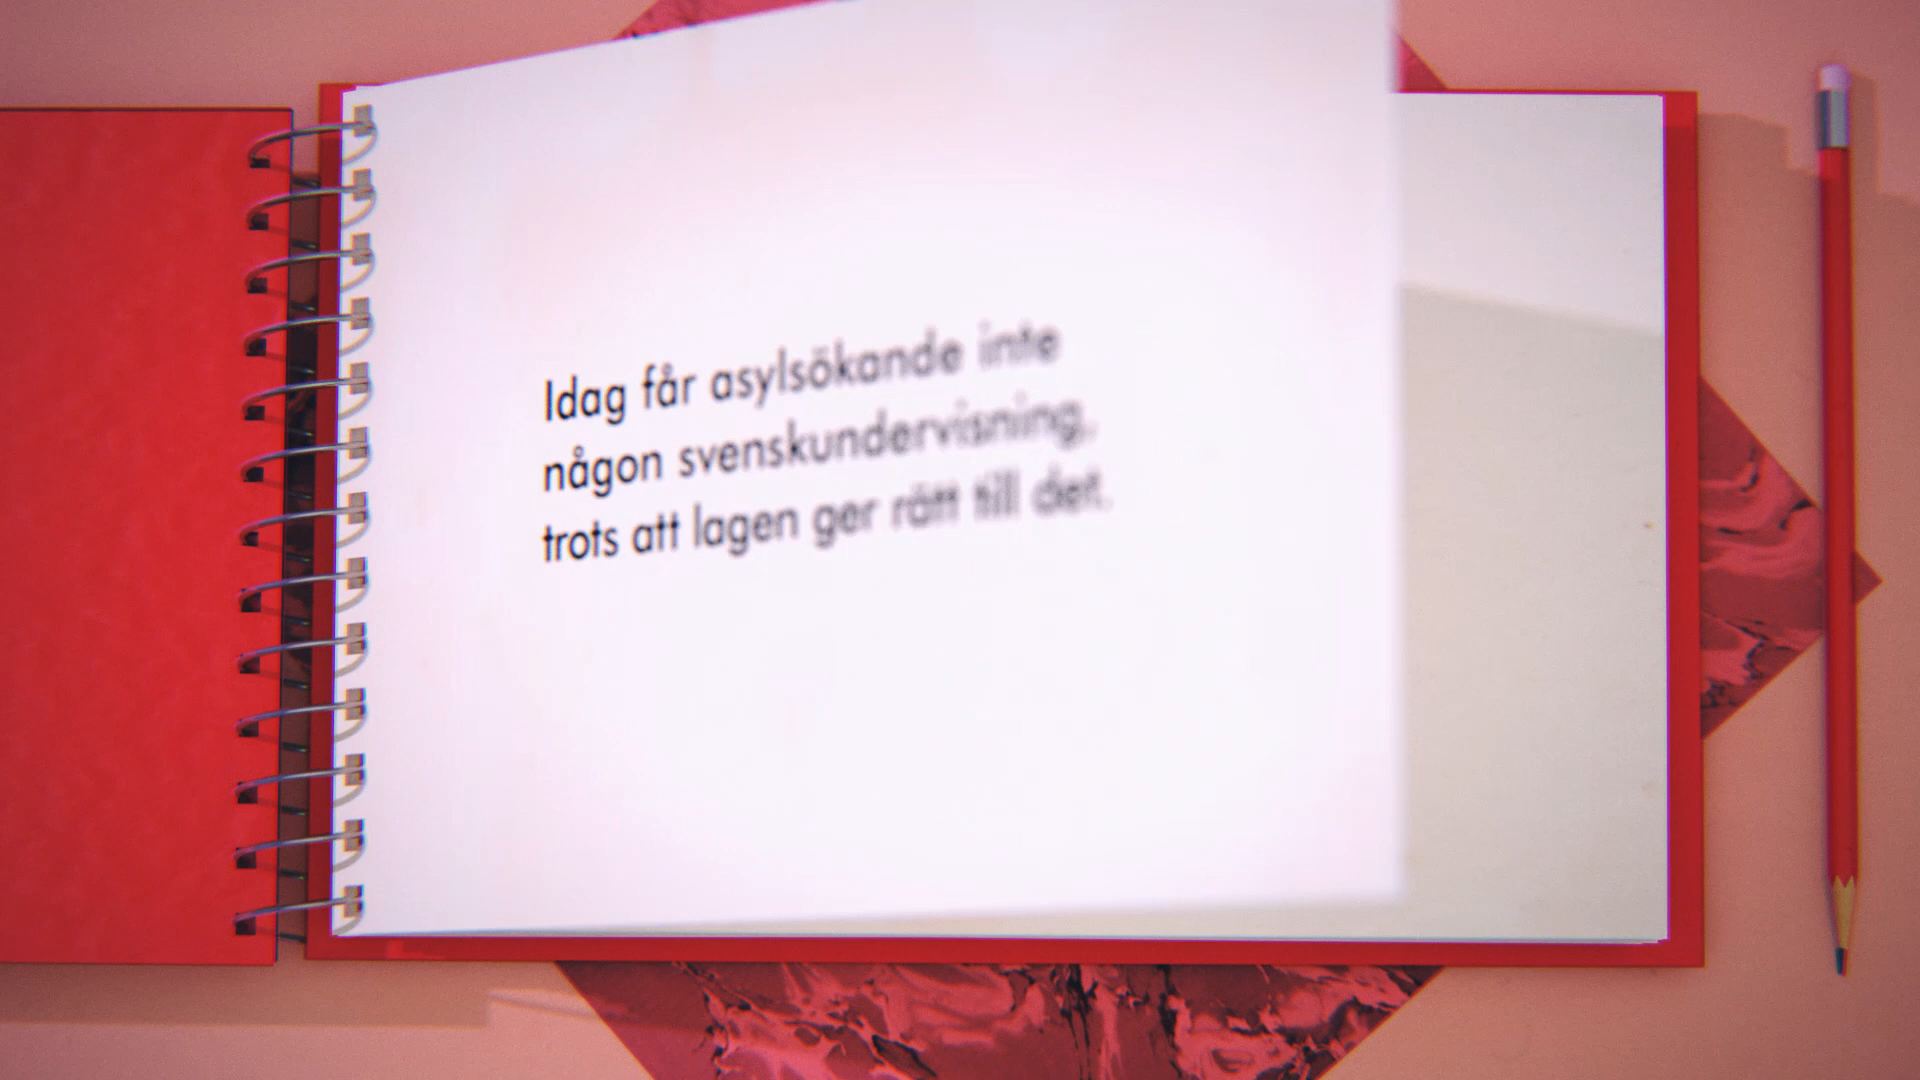 Idag får asylsökande inte
någon svenskundervisning,
trots att lagen ger rätt till det.